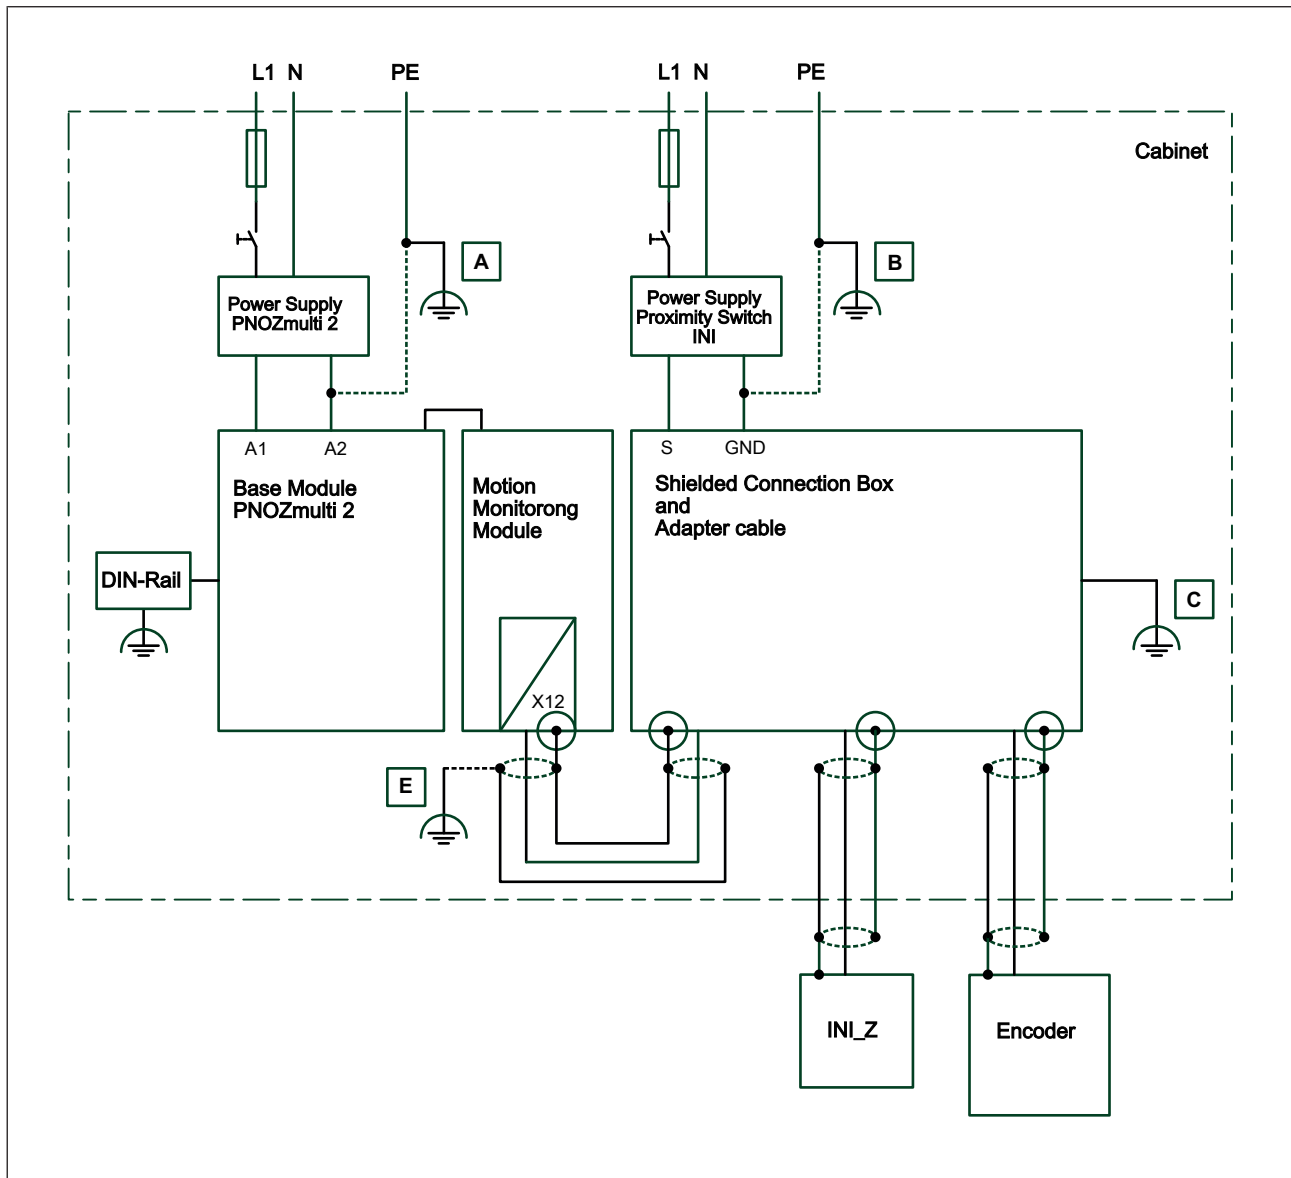 L1 N PE L1 N PE
Cabinet
A
B
Power Supply
PNOZmulti 2
Power Supply
Proximity Switch
INI
A1 A2
S GND
Base Module
PNOZmulti 2
Motion
Monitorong
Module
Shielded Connection Box
and
Adapter cable
DIN-Rail
C
X12
E
INI_Z
Encoder